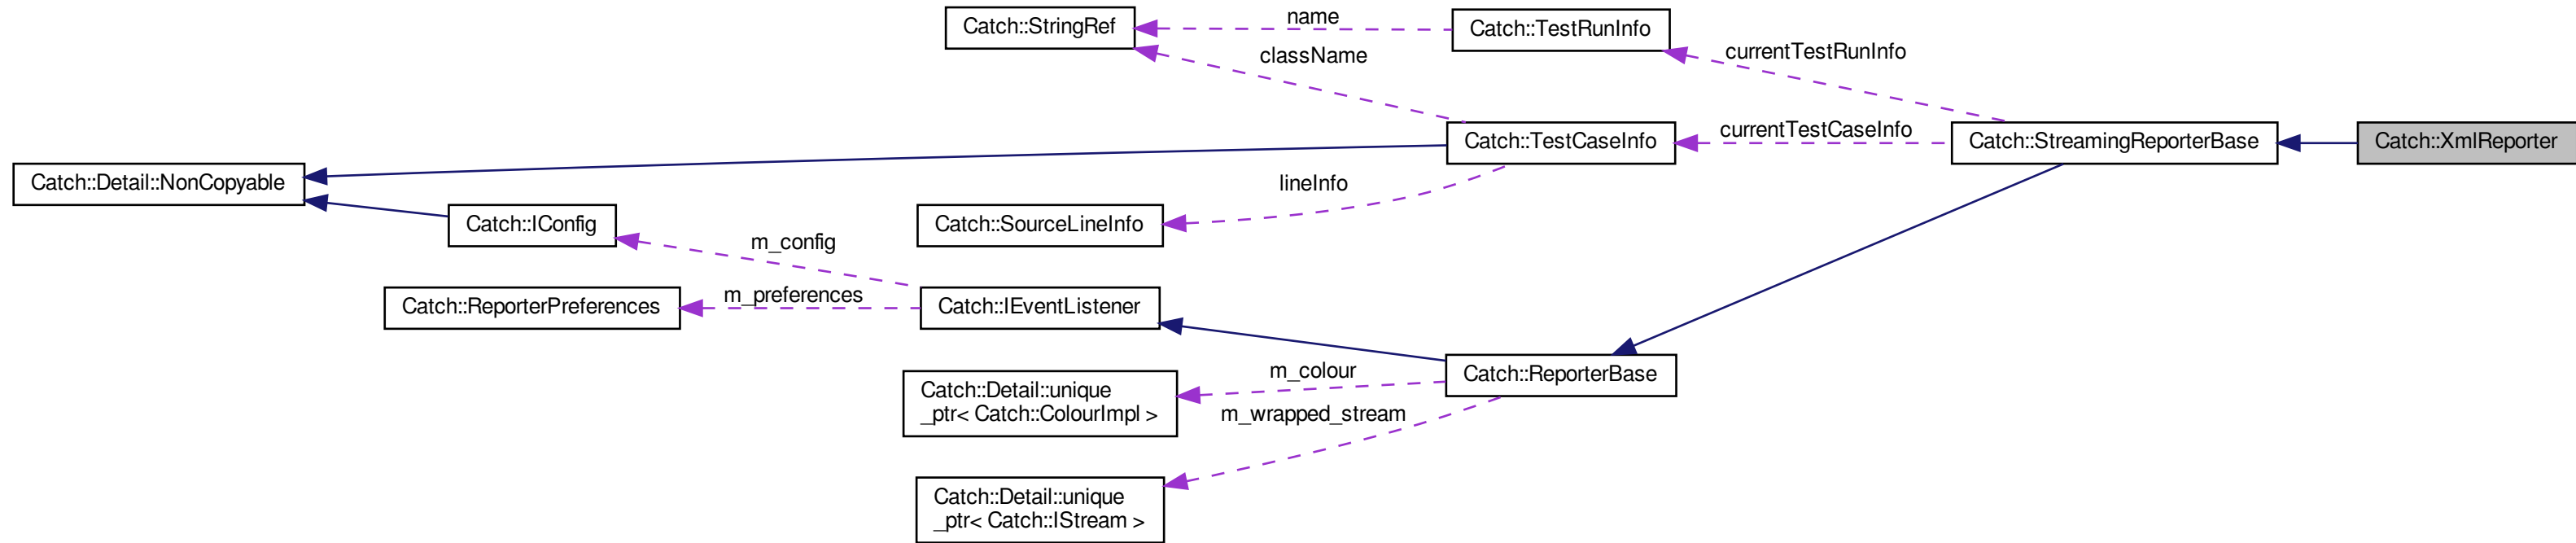 Catch::StringRef
name
Catch::TestRunInfo
className
currentTestRunInfo
Catch::TestCaseInfo
currentTestCaseInfo
Catch::StreamingReporterBase
Catch::XmlReporter
Catch::Detail::NonCopyable
lineInfo
Catch::IConfig
Catch::SourceLineInfo
m_config
Catch::ReporterPreferences
m_preferences
Catch::IEventListener
Catch::ReporterBase
m_colour
Catch::Detail::unique
_ptr< Catch::ColourImpl >
m_wrapped_stream
Catch::Detail::unique
_ptr< Catch::IStream >